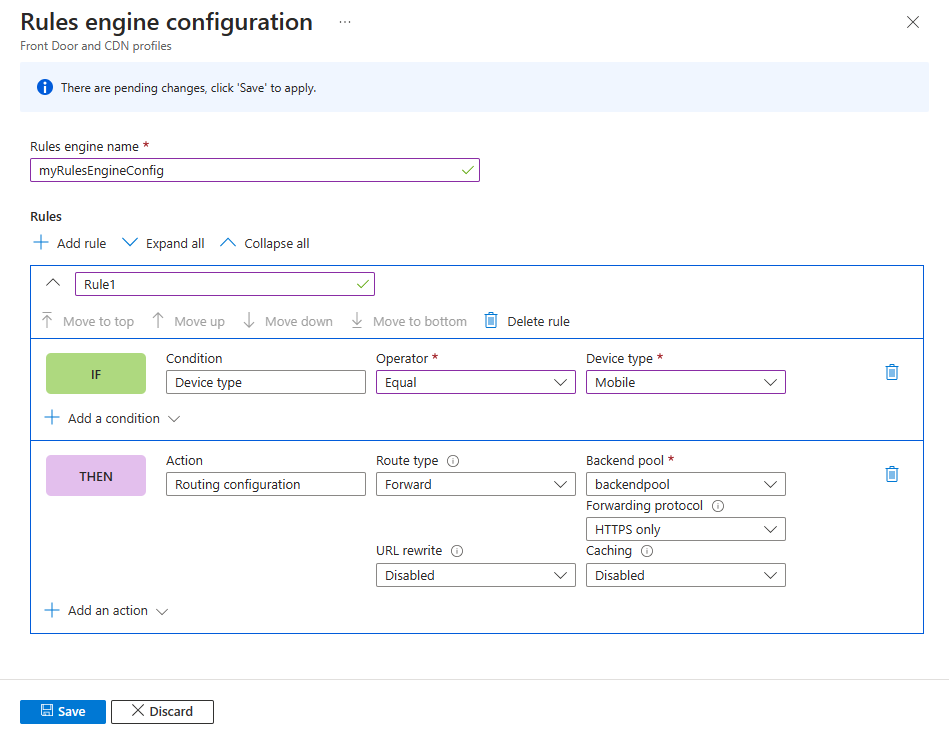 Rules engine configuration ...
Front Door and CDN profiles
There are pending changes, click 'Save' to apply.
Rules engine name *
myRulesEngineConfig
Rules
Add rule Expand all Collapse all
Rule1
Move to top Move up Move down Move to bottom Delete rule
IF Condition Operator * Device type *
Device type Equal Mobile
Add a condition
THEN Action Route type Backend pool *
Routing configuration Forward backendpool
Forwarding protocol
HTTPS only
URL rewrite Caching
Disabled Disabled
Add an action
Save Discard